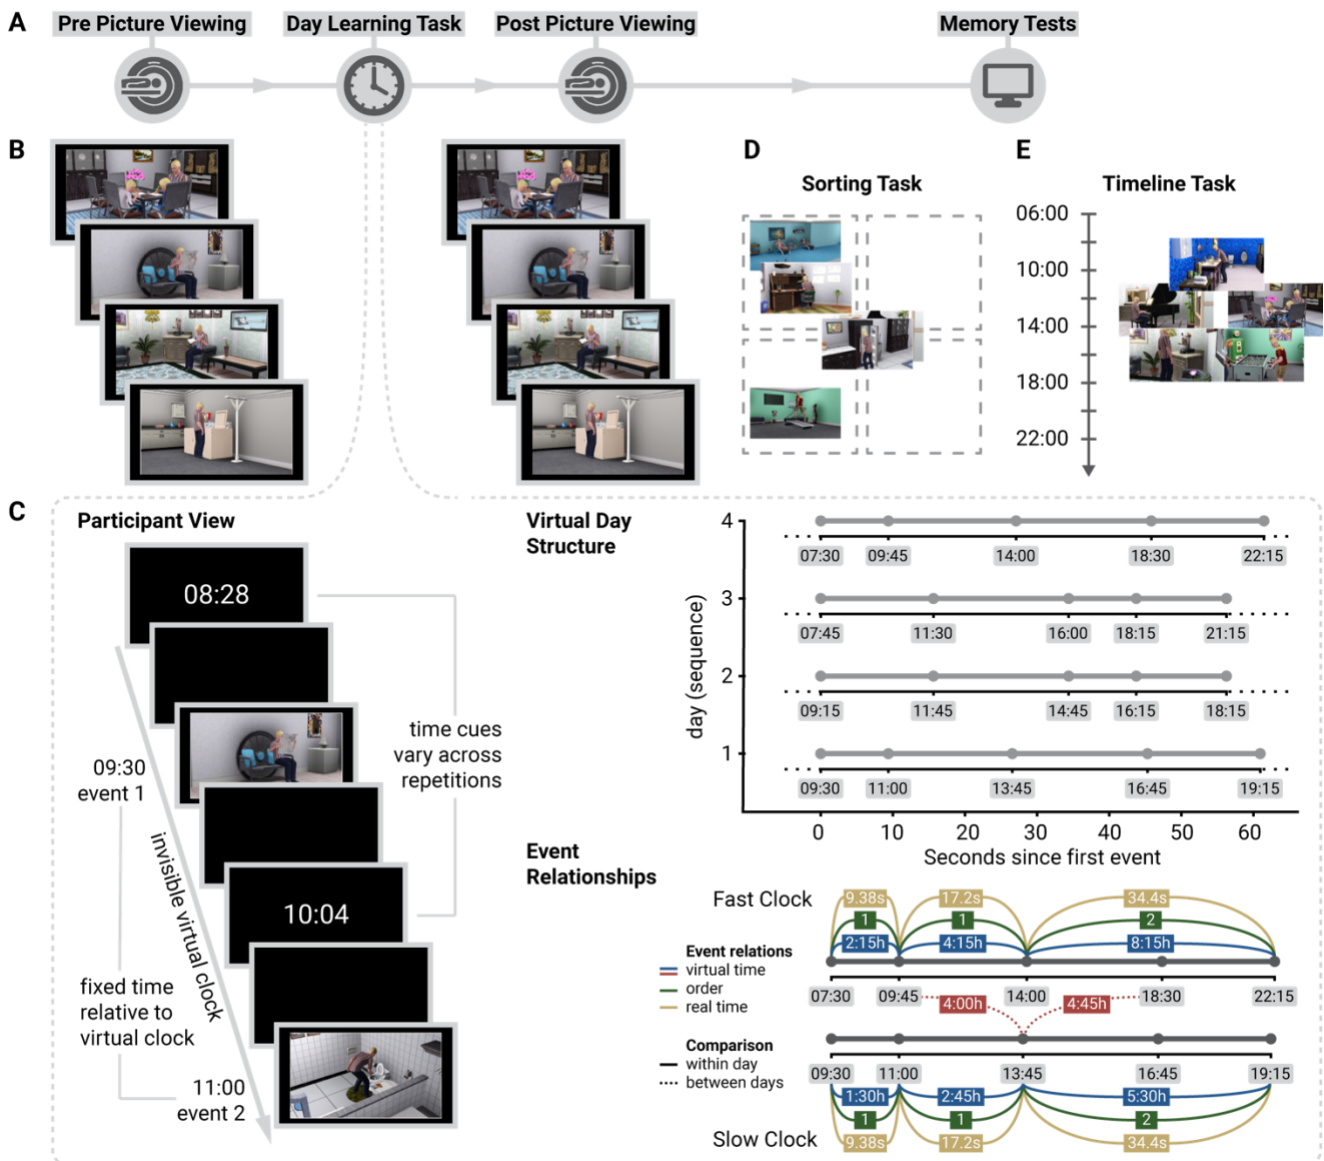 A
Pre Picture Viewing
Day Learning Task
Post Picture Viewing
Memory Tests
B
D
Sorting Task
E
Timeline Task
06:00
10:00
14:00
18:00
22:00
C
Participant View
08:28
09:30
event 1
10:04
11:00
event 2
invisible virtual clock
fixed time
relative to
virtual clock
time cues
vary across
repetitions
Virtual Day
Structure
day (sequence)
4
07:30 09:45 14:00 18:30 22:15
3
07:45 11:30 16:00 18:15 21:15
2
09:15 11:45 14:45 16:15 18:15
1
09:30 11:00 13:45 16:45 19:15
0 10 20 30 40 50 60
Seconds since first event
Event
Relationships
Fast Clock
9.38s 17.2s 34.4s
1 1 2
2:15h 4:15h 8:15h
Event relations
virtual time
order
real time
07:30 09:45 14:00 18:30 22:15
4:00h 4:45h
Comparison
within day
between days
09:30 11:00 13:45 16:45 19:15
1:30h 2:45h 5:30h
1 1 2
Slow Clock
9.38s 17.2s 34.4s